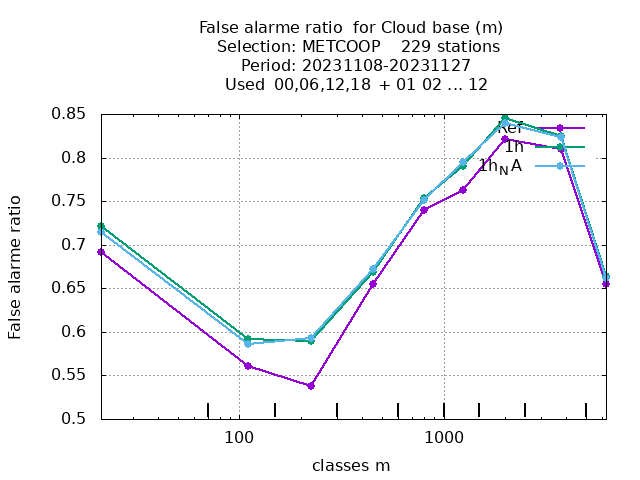 False alarme ratio  for Cloud base (m)
Selection: METCOOP    229 stations
Period: 20231108-20231127
Used  00,06,12,18 + 01 02 ... 12
False alarme ratio
0.85
0.8
0.75
0.7
0.65
0.6
0.55
0.5
100
1000
classes m
Ref
1h
1hNA